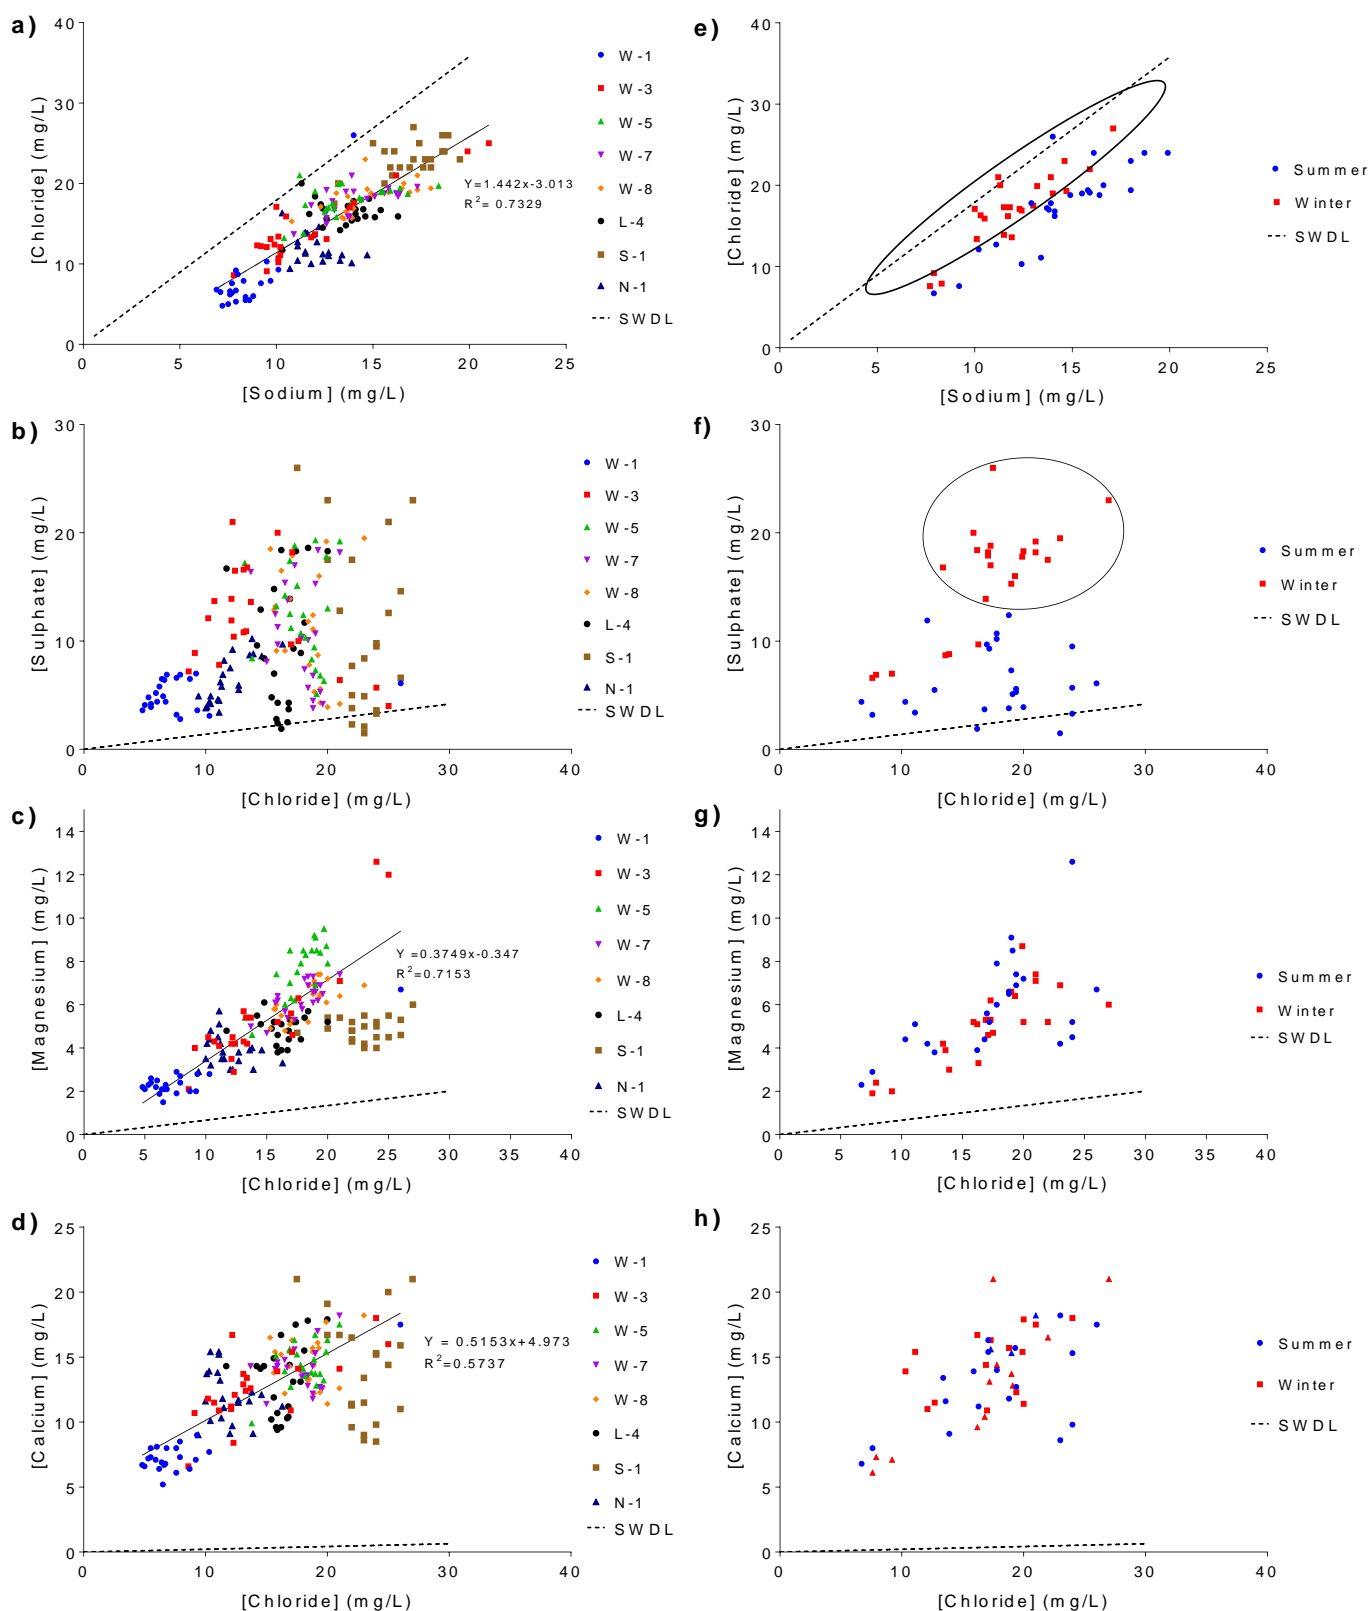 a)
40
30
20
10
0
0 5 10 15 20 25
[Chloride] (mg/L)
[Sodium] (mg/L)
Y=1.442x-3.013
R²= 0.7329
W-1
W-3
W-5
W-7
W-8
L-4
S-1
N-1
SWDL
e)
40
30
20
10
0
0 5 10 15 20 25
[Chloride] (mg/L)
[Sodium] (mg/L)
Summer
Winter
SWDL
b)
30
20
10
0
0 10 20 30 40
[Sulphate] (mg/L)
[Chloride] (mg/L)
W-1
W-3
W-5
W-7
W-8
L-4
S-1
N-1
SWDL
f)
30
20
10
0
0 10 20 30 40
[Sulphate] (mg/L)
[Chloride] (mg/L)
Summer
Winter
SWDL
c)
14
12
10
8
6
4
2
0
0 5 10 15 20 25 30 35 40
[Magnesium] (mg/L)
[Chloride] (mg/L)
Y =0.3749x-0.347
R²=0.7153
W-1
W-3
W-5
W-7
W-8
L-4
S-1
N-1
SWDL
g)
14
12
10
8
6
4
2
0
0 5 10 15 20 25 30 35 40
[Magnesium] (mg/L)
[Chloride] (mg/L)
Summer
Winter
SWDL
d)
25
20
15
10
5
0
0 10 20 30 40
[Calcium] (mg/L)
[Chloride] (mg/L)
Y = 0.5153x+4.973
R²=0.5737
W-1
W-3
W-5
W-7
W-8
L-4
S-1
N-1
SWDL
h)
25
20
15
10
5
0
0 10 20 30 40
[Calcium] (mg/L)
[Chloride] (mg/L)
Summer
Winter
SWDL